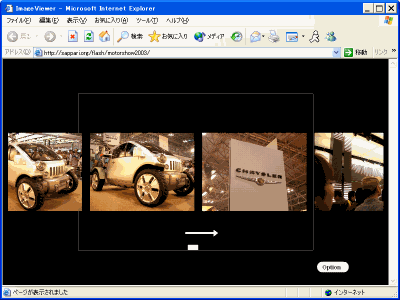 ImageViewer - Microsoft Internet Explorer
ファイル(F) 編集(E) 表示(V) お気に入り(A) ツール(T) ヘルプ(H)
戻る 検索 お気に入り メディア
アドレス(D) http://sappari.org/flash/motorshow2003/ 移動 リンク »
CHRYSLER
Option
ページが表示されました インターネット